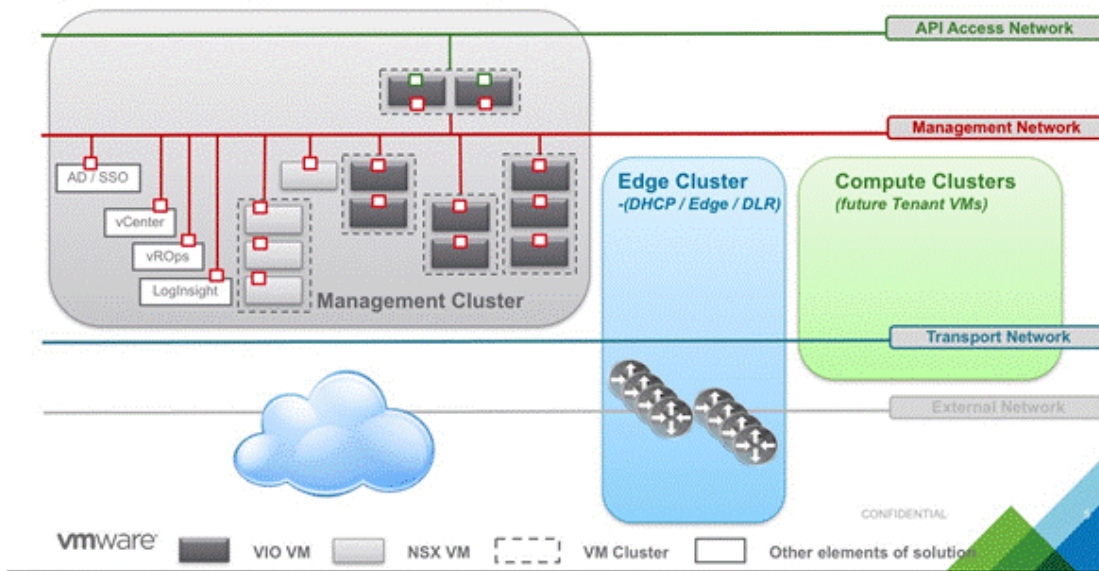 API Access Network
Management Network
AD / SSO
vCenter
vROps
LogInsight
Management Cluster
Edge Cluster
-(DHCP / Edge / DLR)
Compute Clusters
(future Tenant VMs)
Transport Network
External Network
CONFIDENTIAL
vmware
VIO VM
NSX VM
VM Cluster
Other elements of solution